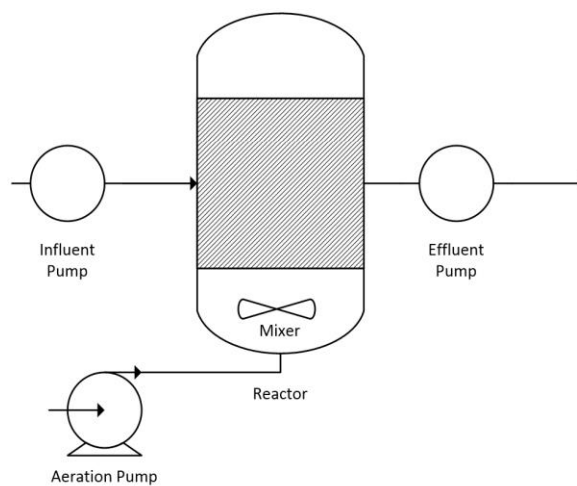 Influent
Pump
Effluent
Pump
Mixer
Reactor
Aeration Pump